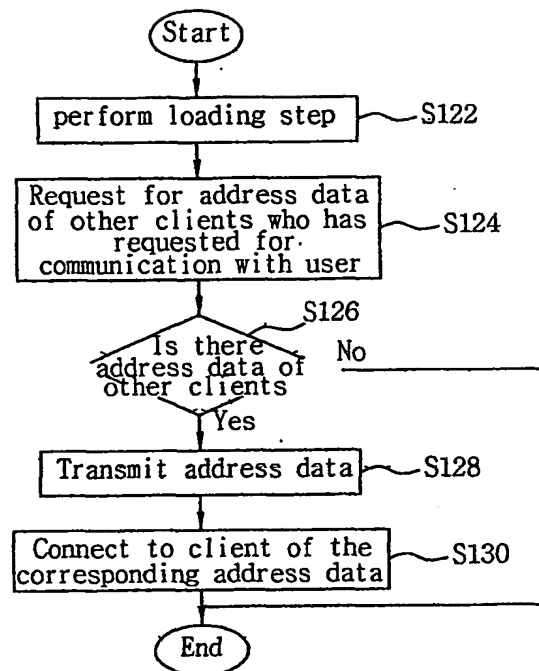 Start
perform loading step
S122
Request for address data
of other clients who has
requested for
communication with user
S124
S126
Is there
address data of
other clients
No
Yes
Transmit address data
S128
Connect to client of the
corresponding address data
S130
End